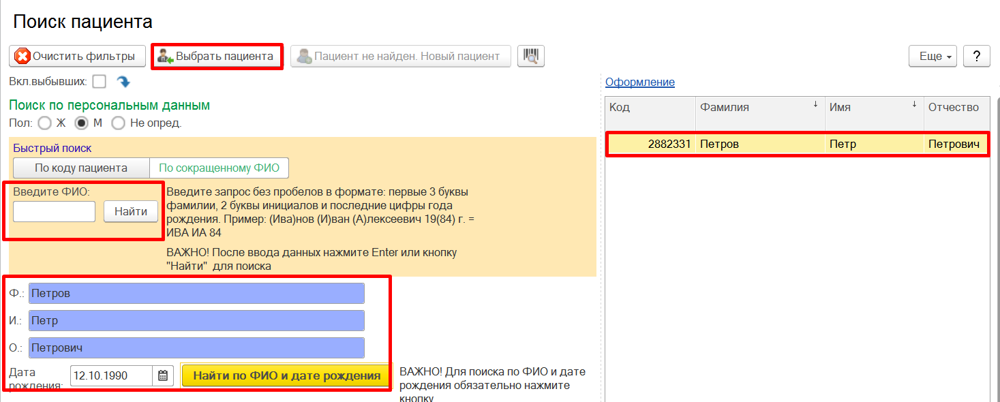 Поиск пациента
Очистить фильтры
Выбрать пациента
Пациент не найден. Новый пациент
Еще
?
Вкл.выбывших:
Поиск по персональным данным
Пол: Ж М Не опред.
Быстрый поиск
По коду пациента
По сокращенному ФИО
Введите ФИО:
Найти
Введите запрос без пробелов в формате: первые 3 буквы
фамилии, 2 буквы инициалов и последние цифры года
рождения. Пример: (Ива)нов (И)ван (А)лексеевич 19(84) г. =
ИВА ИА 84
ВАЖНО! После ввода данных нажмите Enter или кнопку
"Найти" для поиска
Ф.: Петров
И.: Петр
О.: Петрович
Дата
рождения:
12.10.1990
Найти по ФИО и дате рождения
ВАЖНО! Для поиска по ФИО и дате
рождения обязательно нажмите
кнопку
Оформление
Код Фамилия ↓ Имя ↓ Отчество
2882331 Петров Петр Петрович